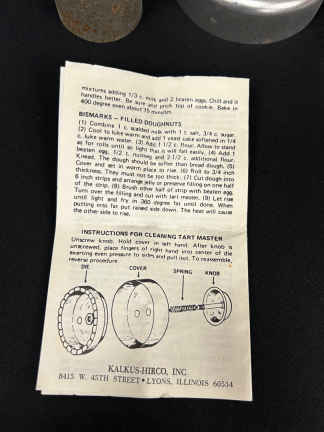 mixtures adding 1/3 c. milk and 2 beaten eggs. Chill and it
handles better. Be sure and prick top of cookie. Bake in
400 degree oven about 15 minutes.
BISMARKS — FILLED DOUGHNUTS
(1) Combine 1 c. scalded milk with 1 t. salt, 3/4 c. sugar.
(2) Cool to luke warm and add 1 yeast cake softened in 1/4
c. luke warm water. (3) Add 1 1/2 c. flour. Allow to stand
as for rolls until so light that it will fall easily. (4) Add 1
beaten egg, 1/2 t. nutmeg and 2-1/2 c. additional flour.
Knead. The dough should be softer than bread dough. (5)
Cover and set in warm place to rise. (6) Roll to 3/4 inch
thickness. They must not be too thick. (7) Cut dough into
6 inch strips and arrange jelly or preserve filling on one half
of the strip. (8) Brush other half of strip with beaten egg.
Turn over the filling and cut with tart master. (9) Let rise
until light and fry in 360 degree fat until done. When
putting into fat put raised side down. The heat will cause
the other side to rise.
INSTRUCTIONS FOR CLEANING TART MASTER
Unscrew knob. Hold cover in left hand. After knob is
unscrewed, place fingers of right hand into center of die
exerting even pressure to sides and pull out. To reassemble,
reverse procedure.
DIE COVER SPRING KNOB
KALKUS-HIRCO, INC.
8415 W. 45TH STREET • LYONS, ILLINOIS 60534